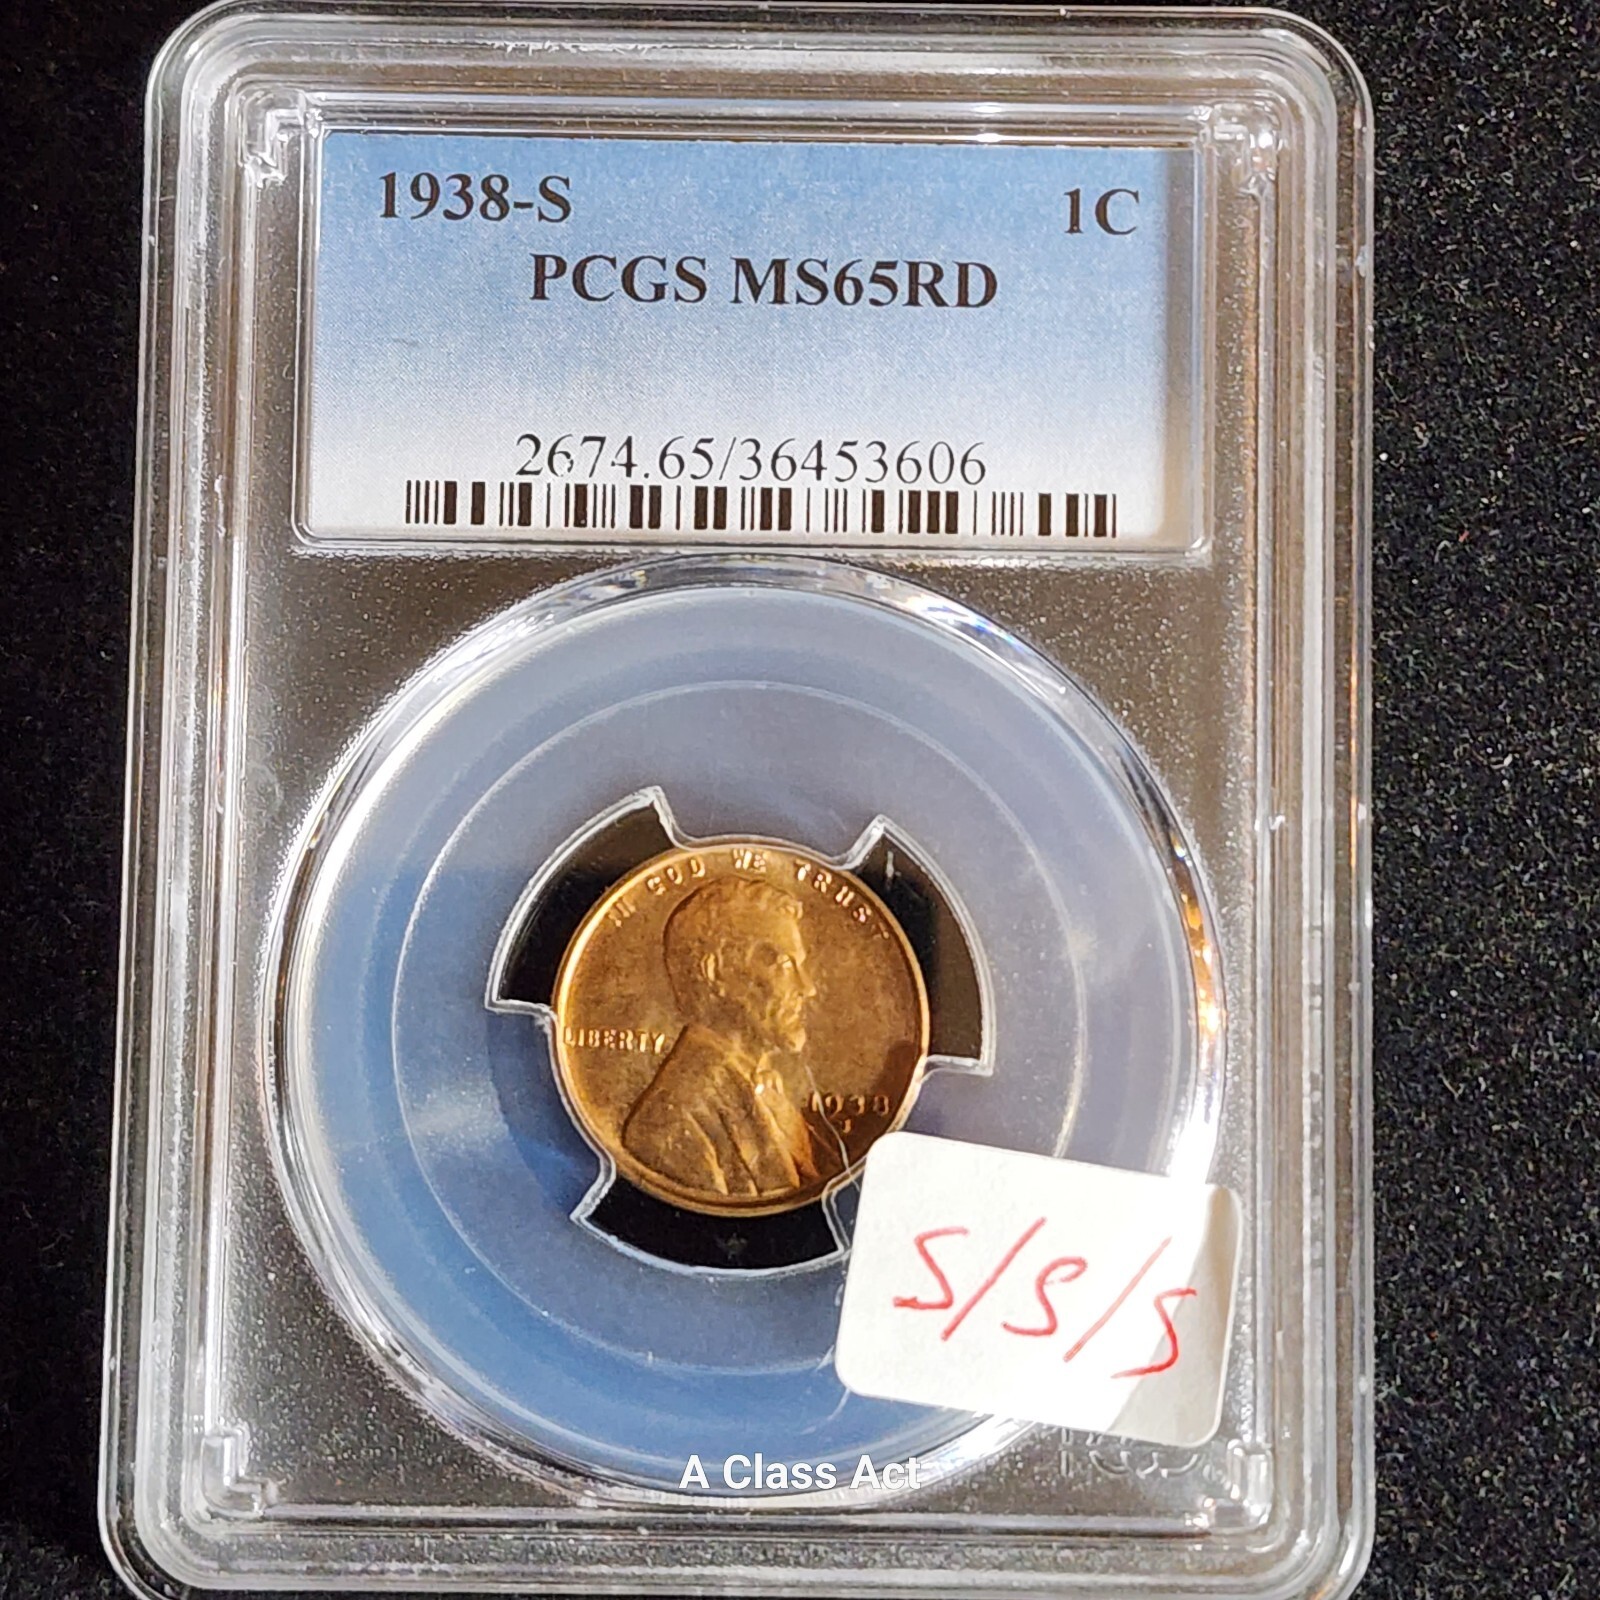 1938-S 1C
PCGS MS65RD
2674.65/36453606
IN GOD WE TRUST
LIBERTY
1938
S/S/S
A Class Act